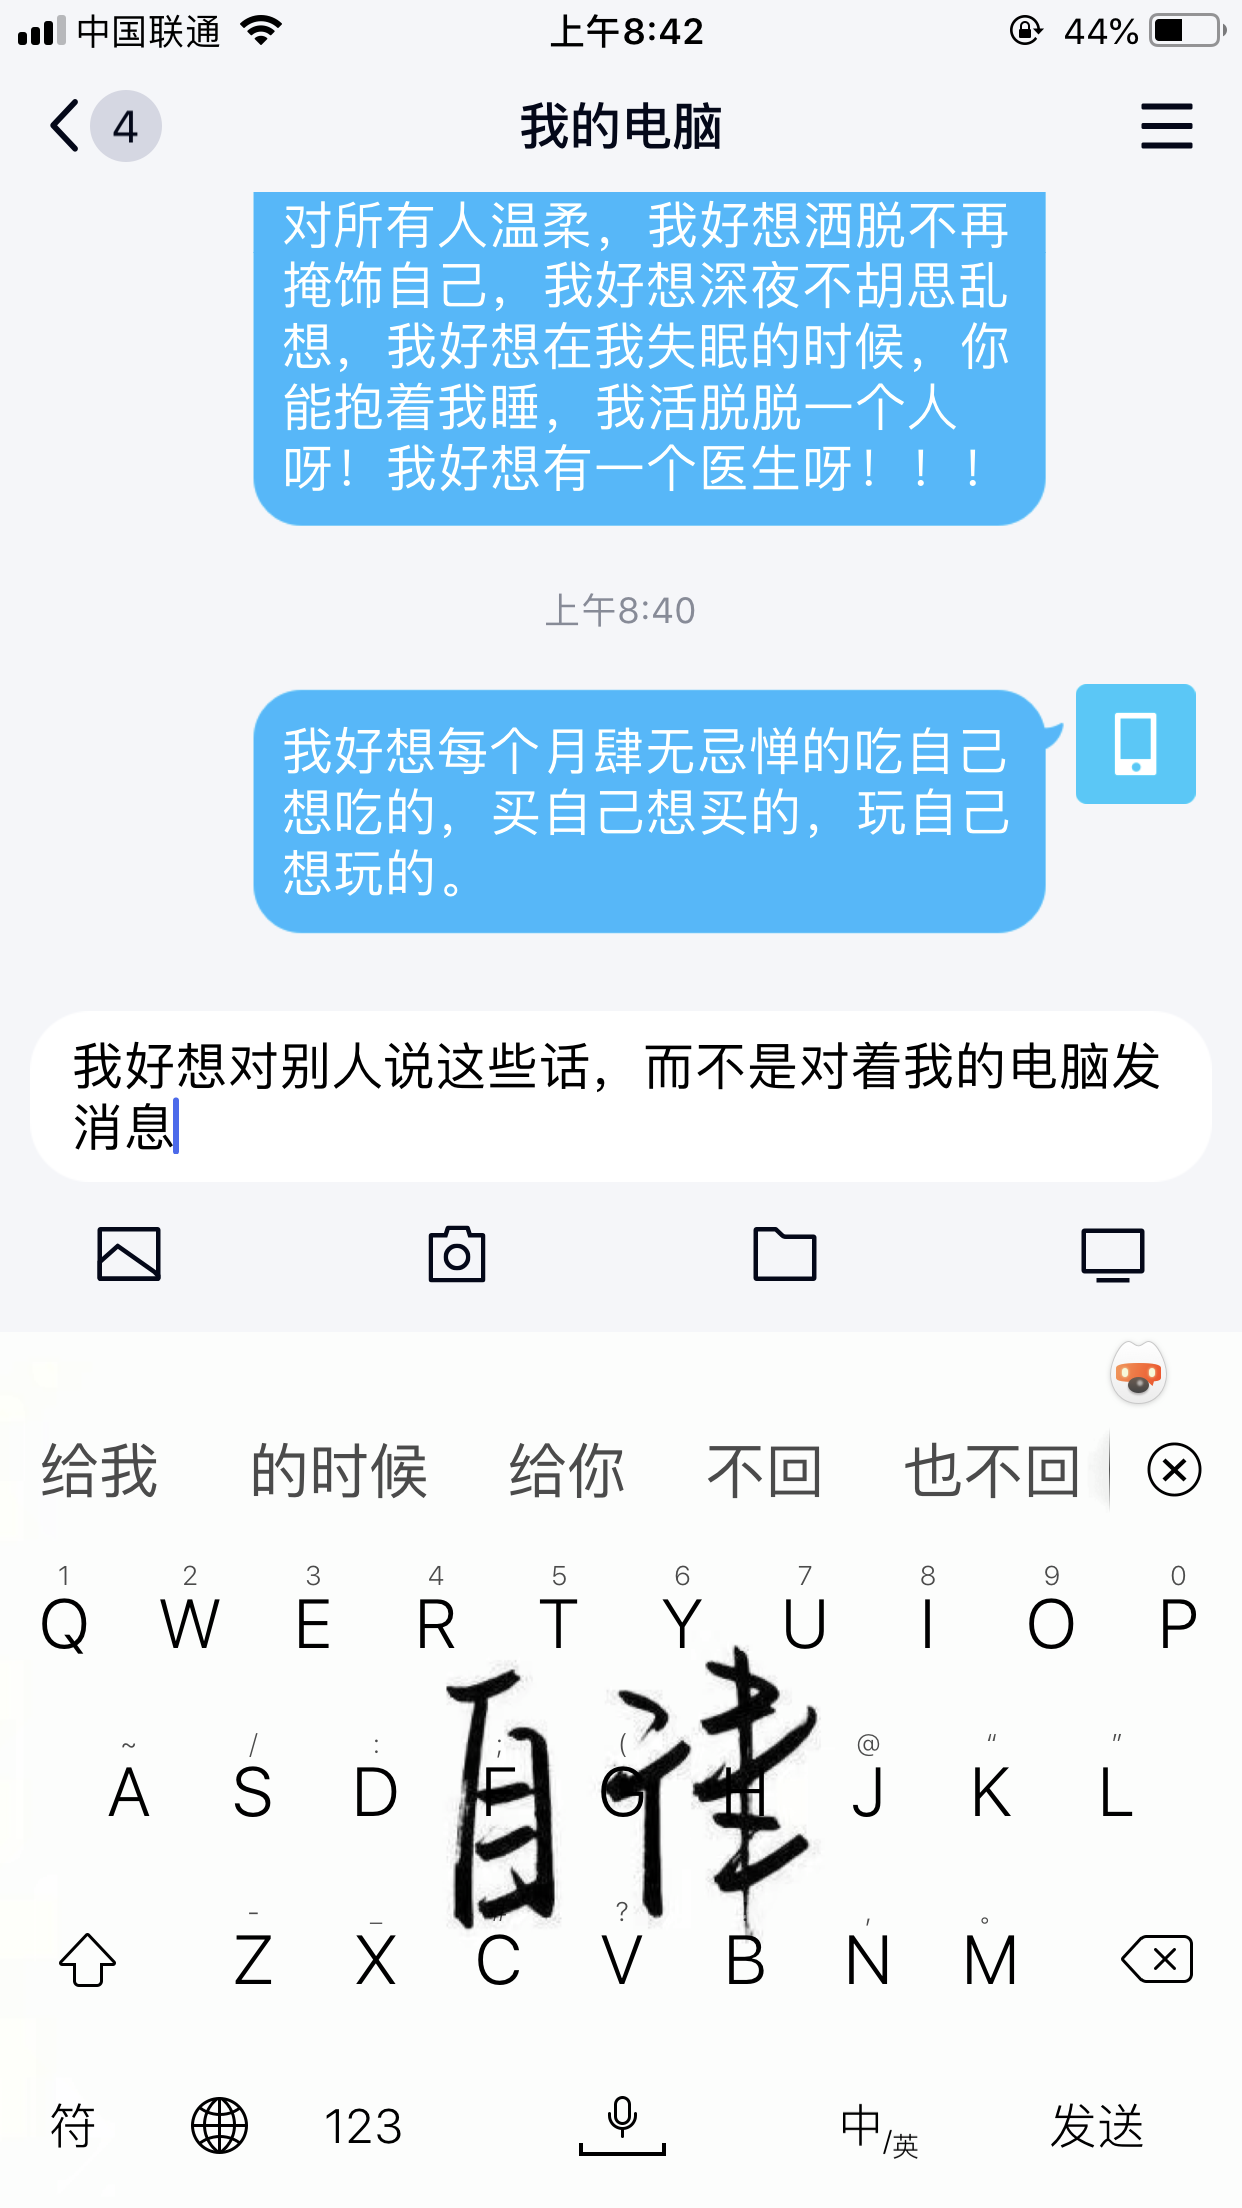 中国联通 上午8:42 44%
4 我的电脑
对所有人温柔，我好想洒脱不再
掩饰自己，我好想深夜不胡思乱
想，我好想在我失眠的时候，你
能抱着我睡，我活脱脱一个人
呀！我好想有一个医生呀！！！
上午8:40
我好想每个月肆无忌惮的吃自己
想吃的，买自己想买的，玩自己
想玩的。
我好想对别人说这些话，而不是对着我的电脑发
消息
给我 的时候 给你 不回 也不回
1 2 3 4 5 6 7 8 9 0
Q W E R T Y U I O P
自律
~ / : ; ( @ “ ”
A S D F G H J K L
- _ # ? , 。
Z X C V B N M
符 123 中/英 发送